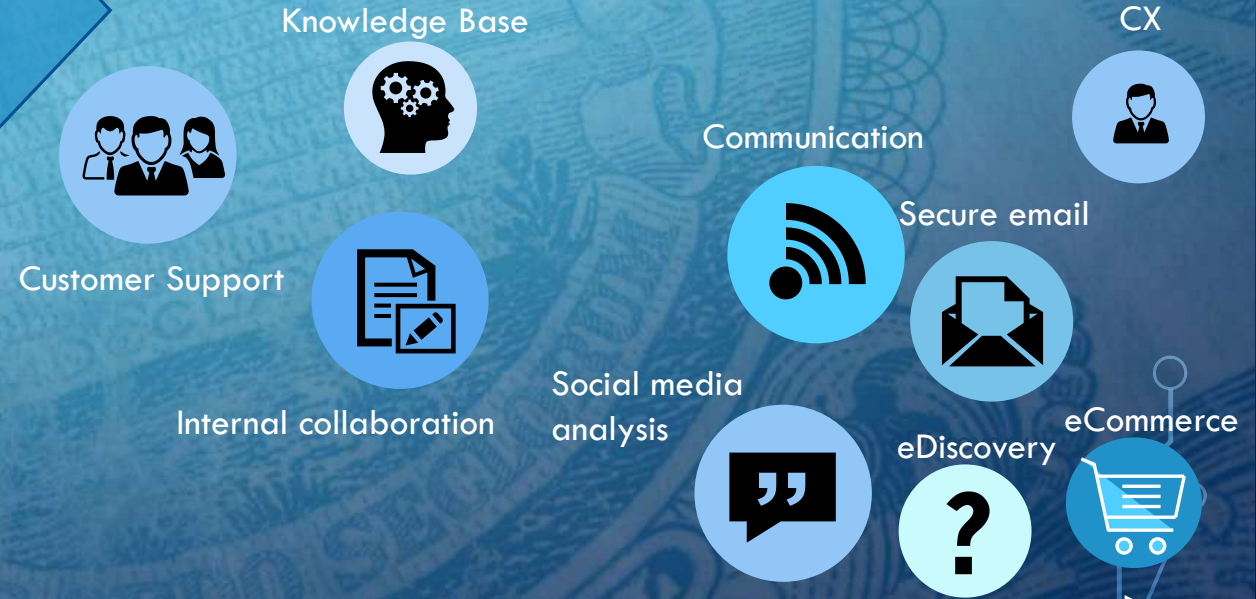 Knowledge Base
CX
Communication
Secure email
Customer Support
Social media
analysis
Internal collaboration
eCommerce
eDiscovery